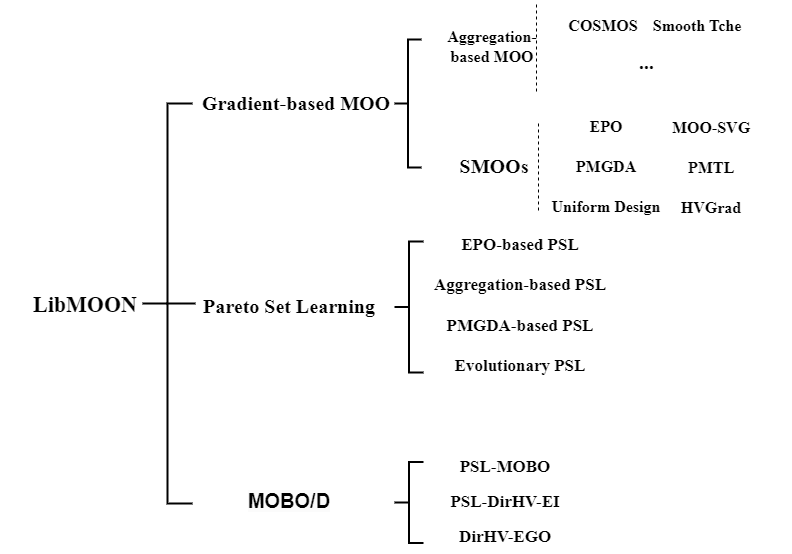 LibMOON
Gradient-based MOO
Aggregation-
based MOO
COSMOS Smooth Tche
...
SMOOs
EPO MOO-SVG
PMGDA PMTL
Uniform Design HVGrad
Pareto Set Learning
EPO-based PSL
Aggregation-based PSL
PMGDA-based PSL
Evolutionary PSL
MOBO/D
PSL-MOBO
PSL-DirHV-EI
DirHV-EGO